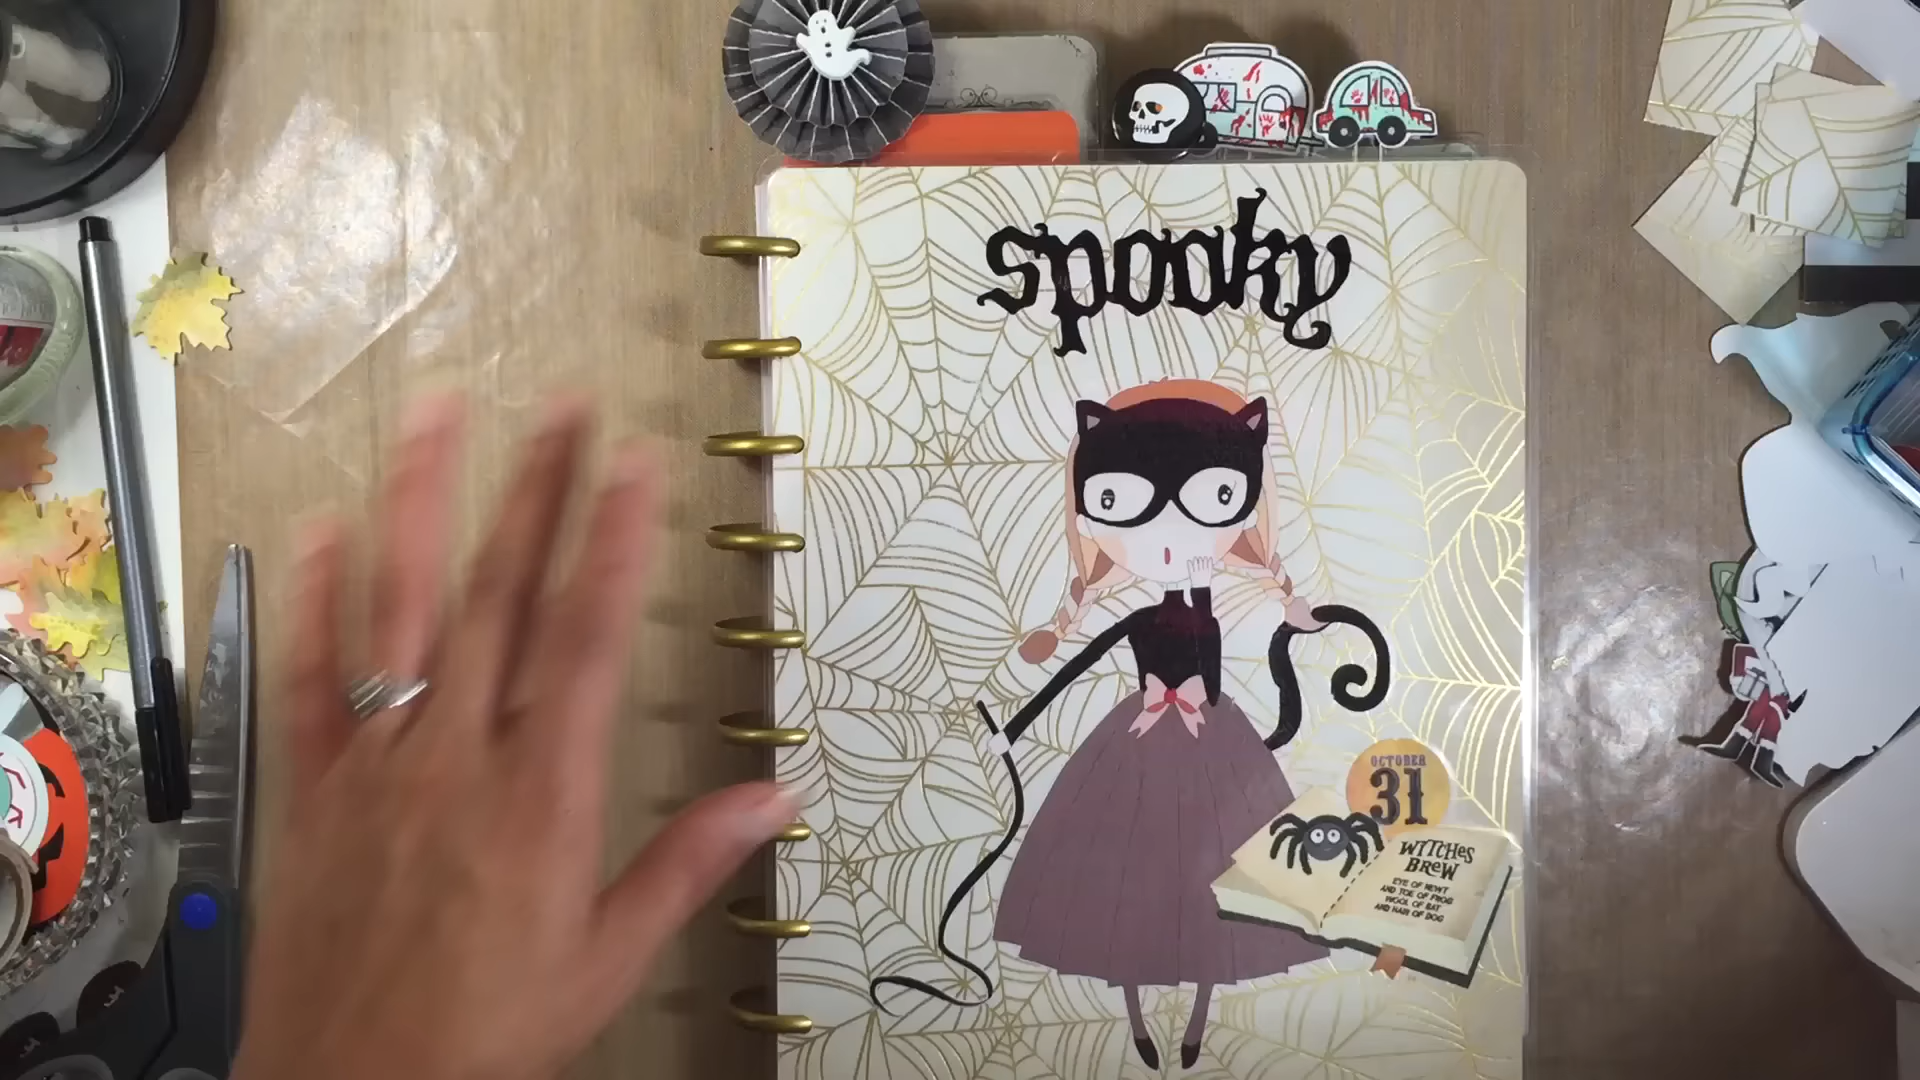 spooky
OCTOBER
31
WITCHES
BREW
EYE OF NEWT
AND TOE OF FROG
WOOL OF BAT
AND HAIR OF DOG